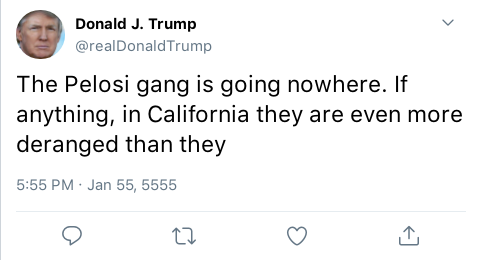 Donald J. Trump
@realDonaldTrump
The Pelosi gang is going nowhere. If
anything, in California they are even more
deranged than they
5:55 PM · Jan 55, 5555